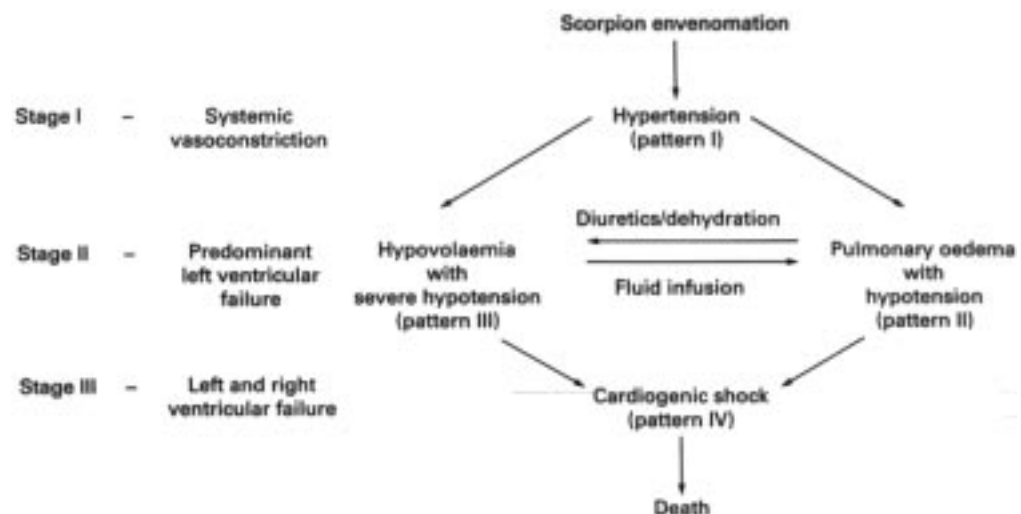 Scorpion envenomation
Stage I – Systemic
vasoconstriction
Hypertension
(pattern I)
Diuretics/dehydration
Fluid infusion
Stage II – Predominant
left ventricular
failure
Hypovolaemia
with
severe hypotension
(pattern III)
Pulmonary oedema
with
hypotension
(pattern II)
Stage III – Left and right
ventricular failure
Cardiogenic shock
(pattern IV)
Death